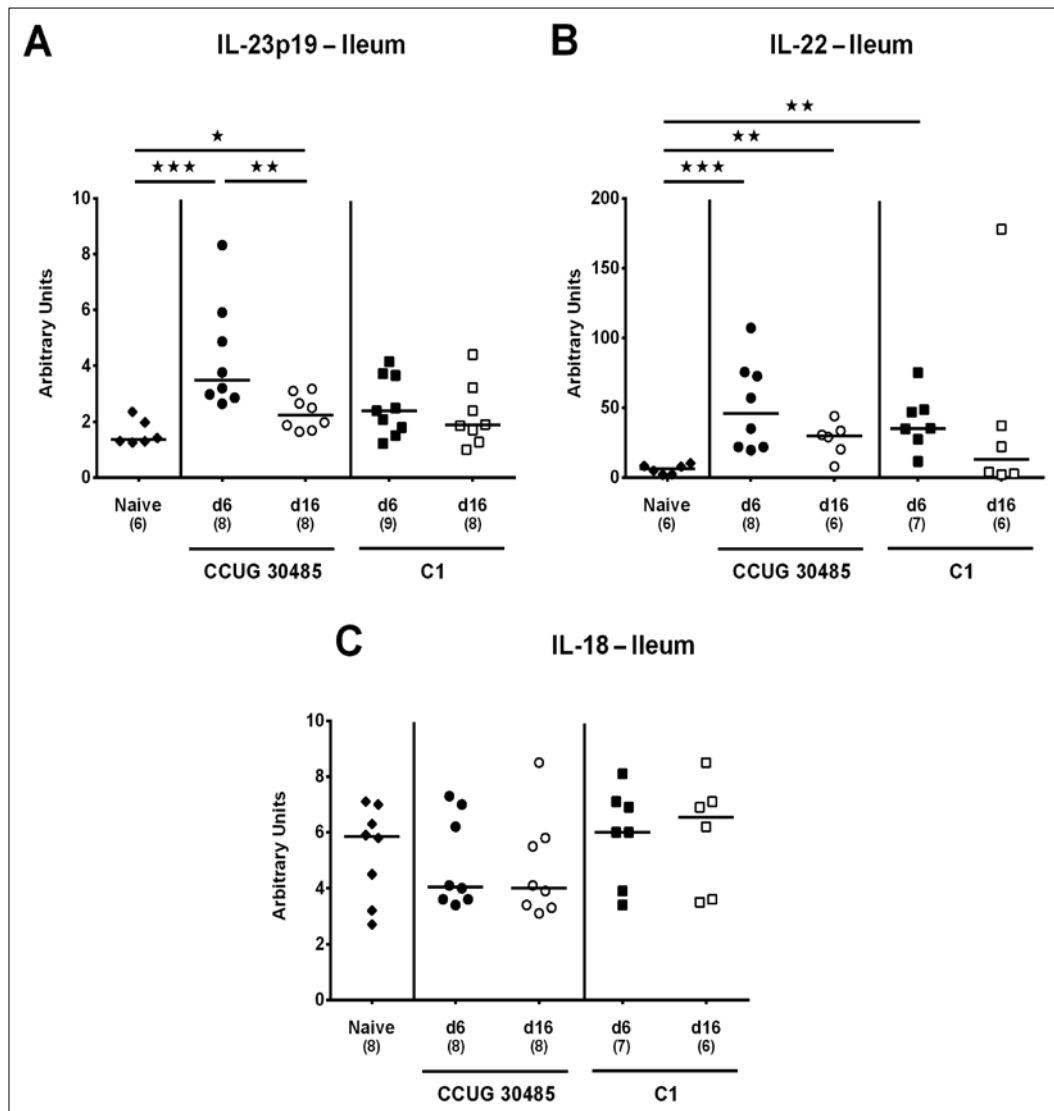 A
IL-23p19 – Ileum
★
★★★ ★★
Arbitrary Units
10
8
6
4
2
0
Naive d6 d16 d6 d16
(6) (8) (8) (9) (8)
CCUG 30485 C1
B
IL-22 – Ileum
★★
★★
★★★
Arbitrary Units
200
150
100
50
0
Naive d6 d16 d6 d16
(6) (8) (6) (7) (6)
CCUG 30485 C1
C
IL-18 – Ileum
Arbitrary Units
10
8
6
4
2
0
Naive d6 d16 d6 d16
(8) (8) (8) (7) (6)
CCUG 30485 C1